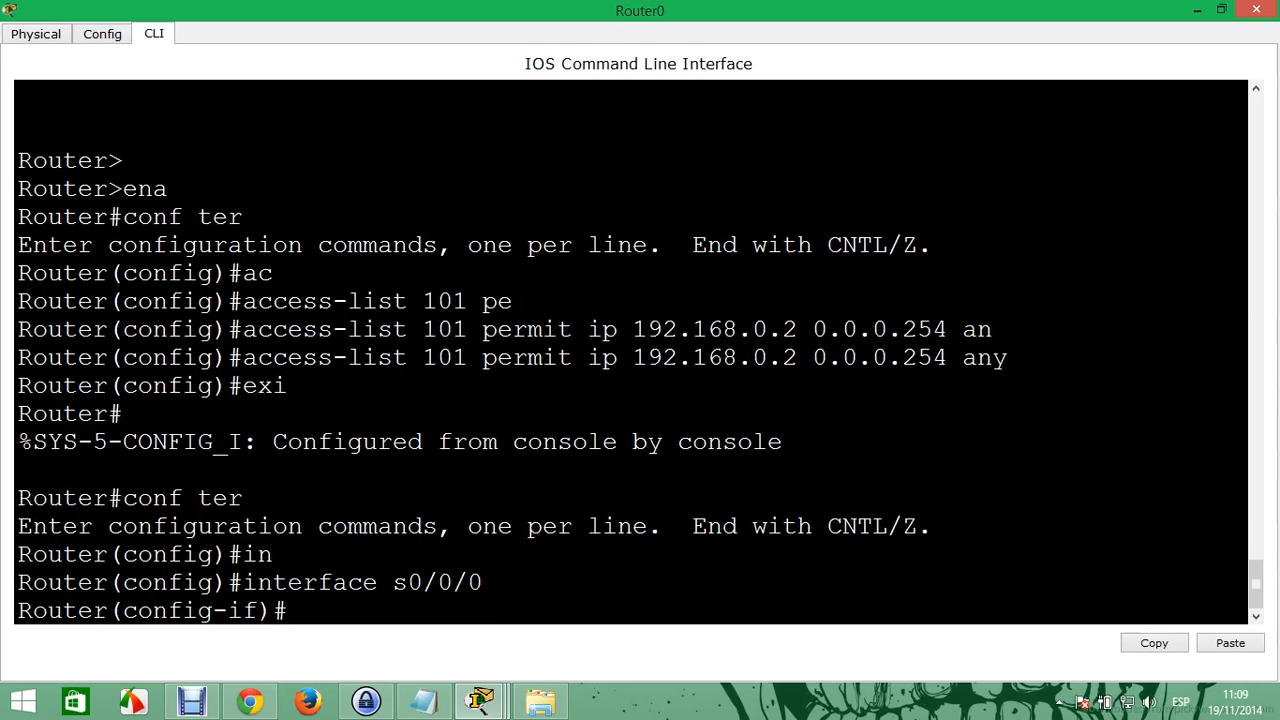 Router0
Physical Config CLI
IOS Command Line Interface
Router>
Router>ena
Router#conf ter
Enter configuration commands, one per line.  End with CNTL/Z.
Router(config)#ac
Router(config)#access-list 101 pe
Router(config)#access-list 101 permit ip 192.168.0.2 0.0.0.254 an
Router(config)#access-list 101 permit ip 192.168.0.2 0.0.0.254 any
Router(config)#exi
Router#
%SYS-5-CONFIG_I: Configured from console by console
Router#conf ter
Enter configuration commands, one per line.  End with CNTL/Z.
Router(config)#in
Router(config)#interface s0/0/0
Router(config-if)#
Copy Paste
ESP
11:09
19/11/2014